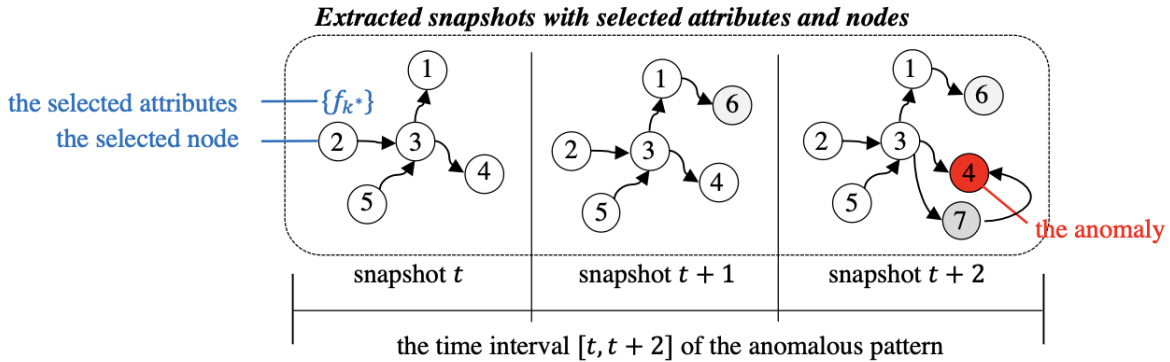 Extracted snapshots with selected attributes and nodes
the selected attributes
{f_{k*}}
the selected node
1
2
3
4
5
1
6
2
3
4
5
1
6
2
3
4
5
7
the anomaly
snapshot t
snapshot t + 1
snapshot t + 2
the time interval [t, t + 2] of the anomalous pattern